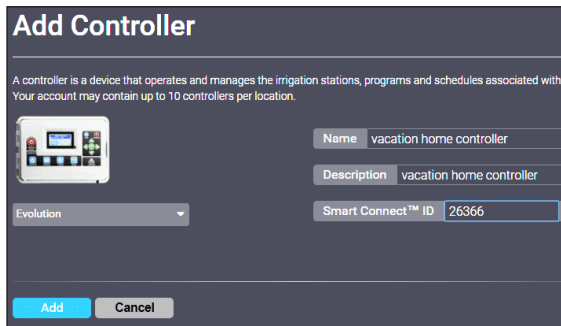 Add Controller
A controller is a device that operates and manages the irrigation stations, programs and schedules associated with
Your account may contain up to 10 controllers per location.
Name vacation home controller
Description vacation home controller
Evolution
Smart Connect™ ID 26366
Add Cancel